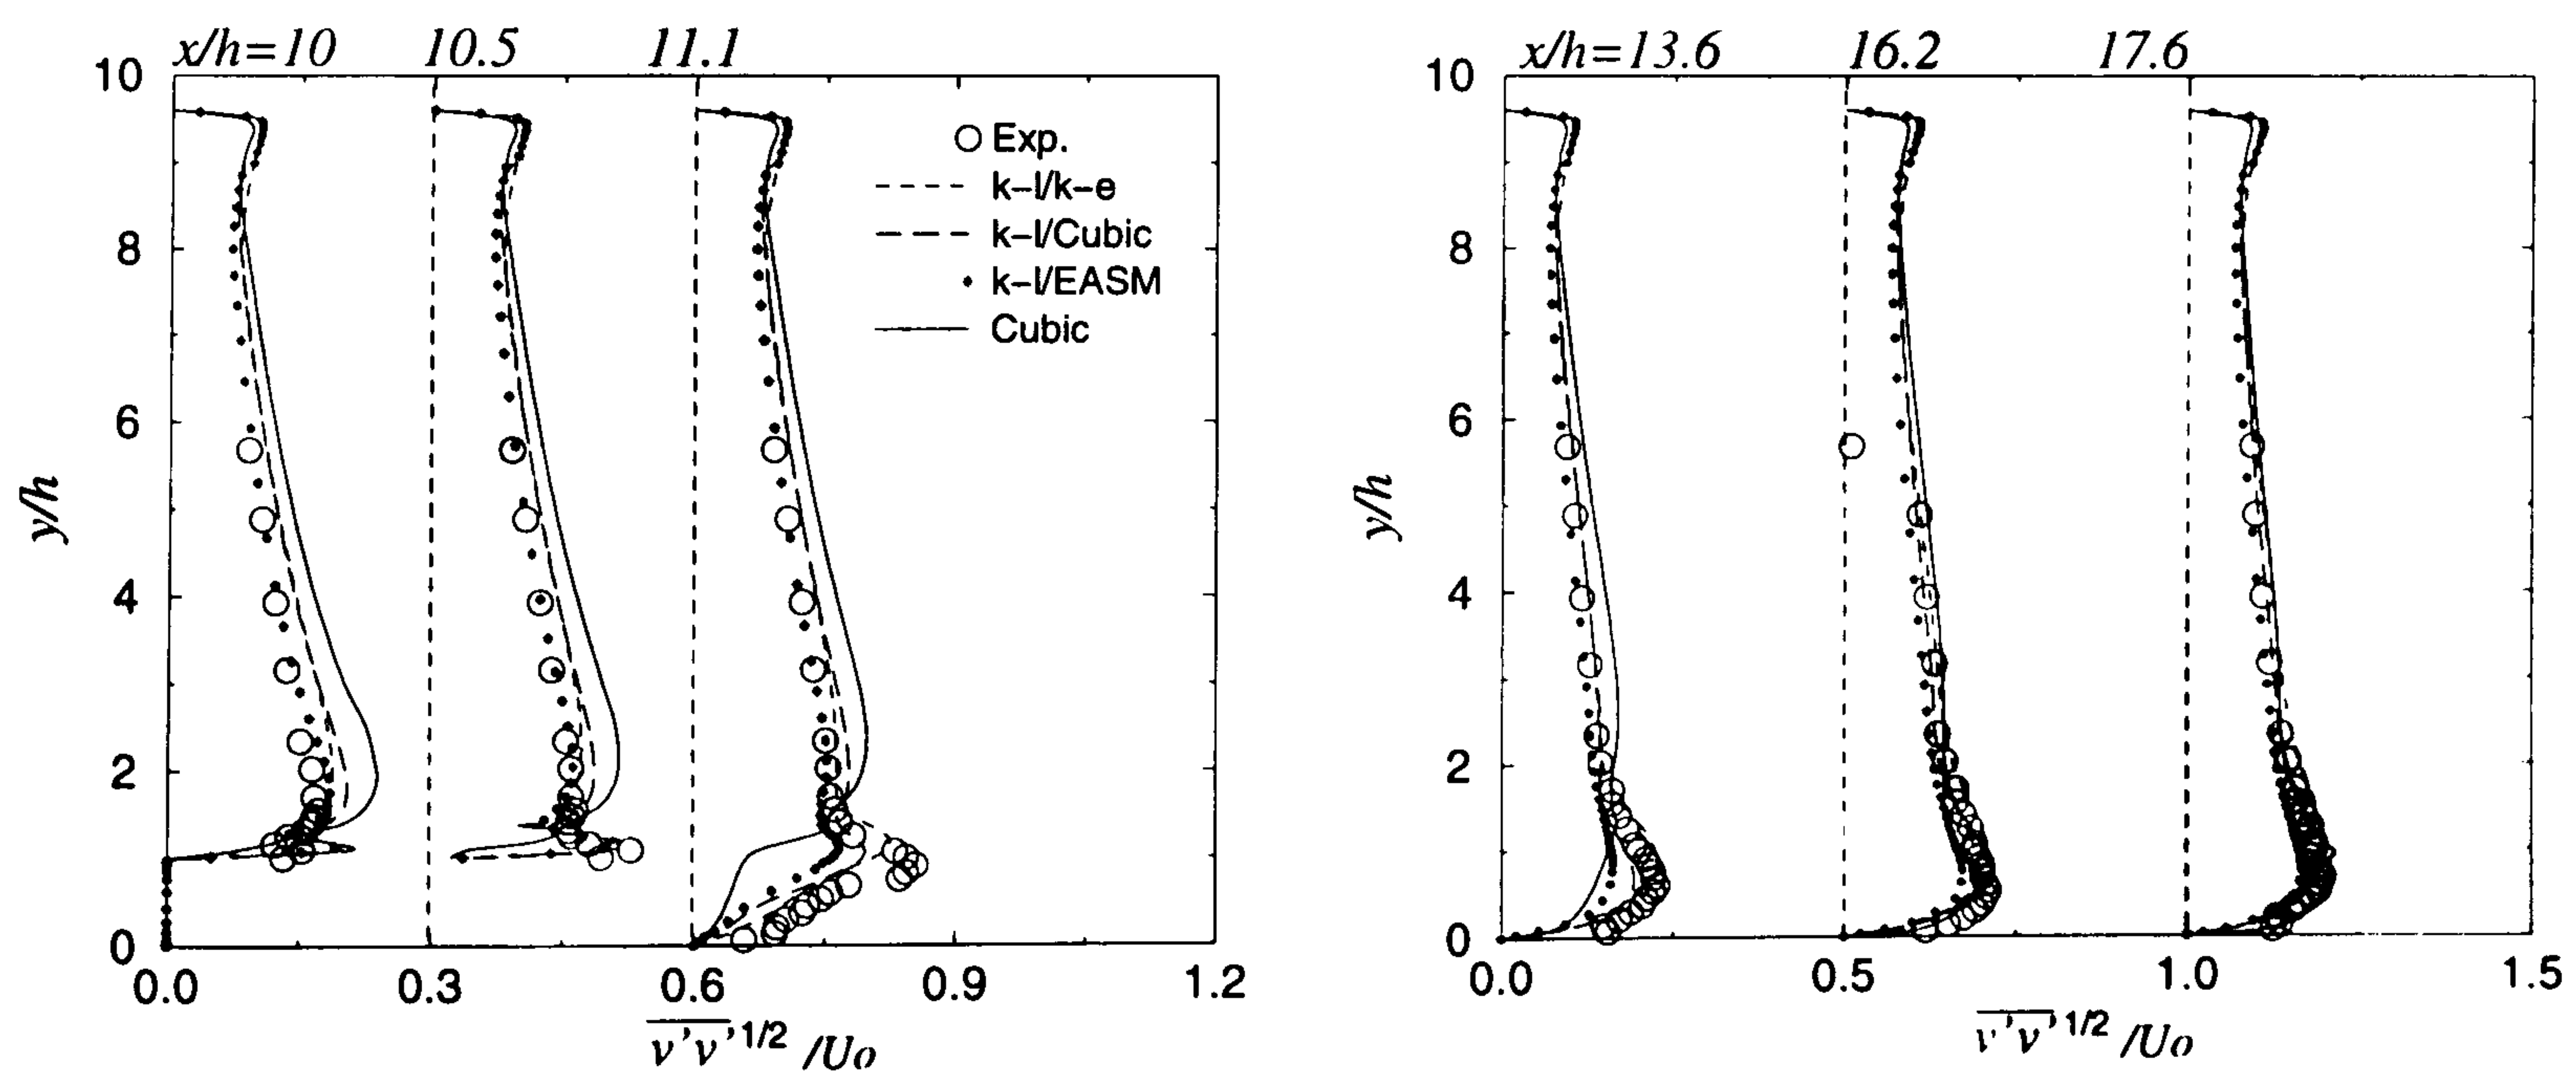 x/h=10 10.5 11.1
10
8
6
4
2
0
y/h
Exp.
k–l/k–e
k–l/Cubic
k–l/EASM
Cubic
0.0 0.3 0.6 0.9 1.2
v'v' 1/2 /Uo
x/h=13.6 16.2 17.6
10
8
6
4
2
0
y/h
0.0 0.5 1.0 1.5
v'v' 1/2 /Uo